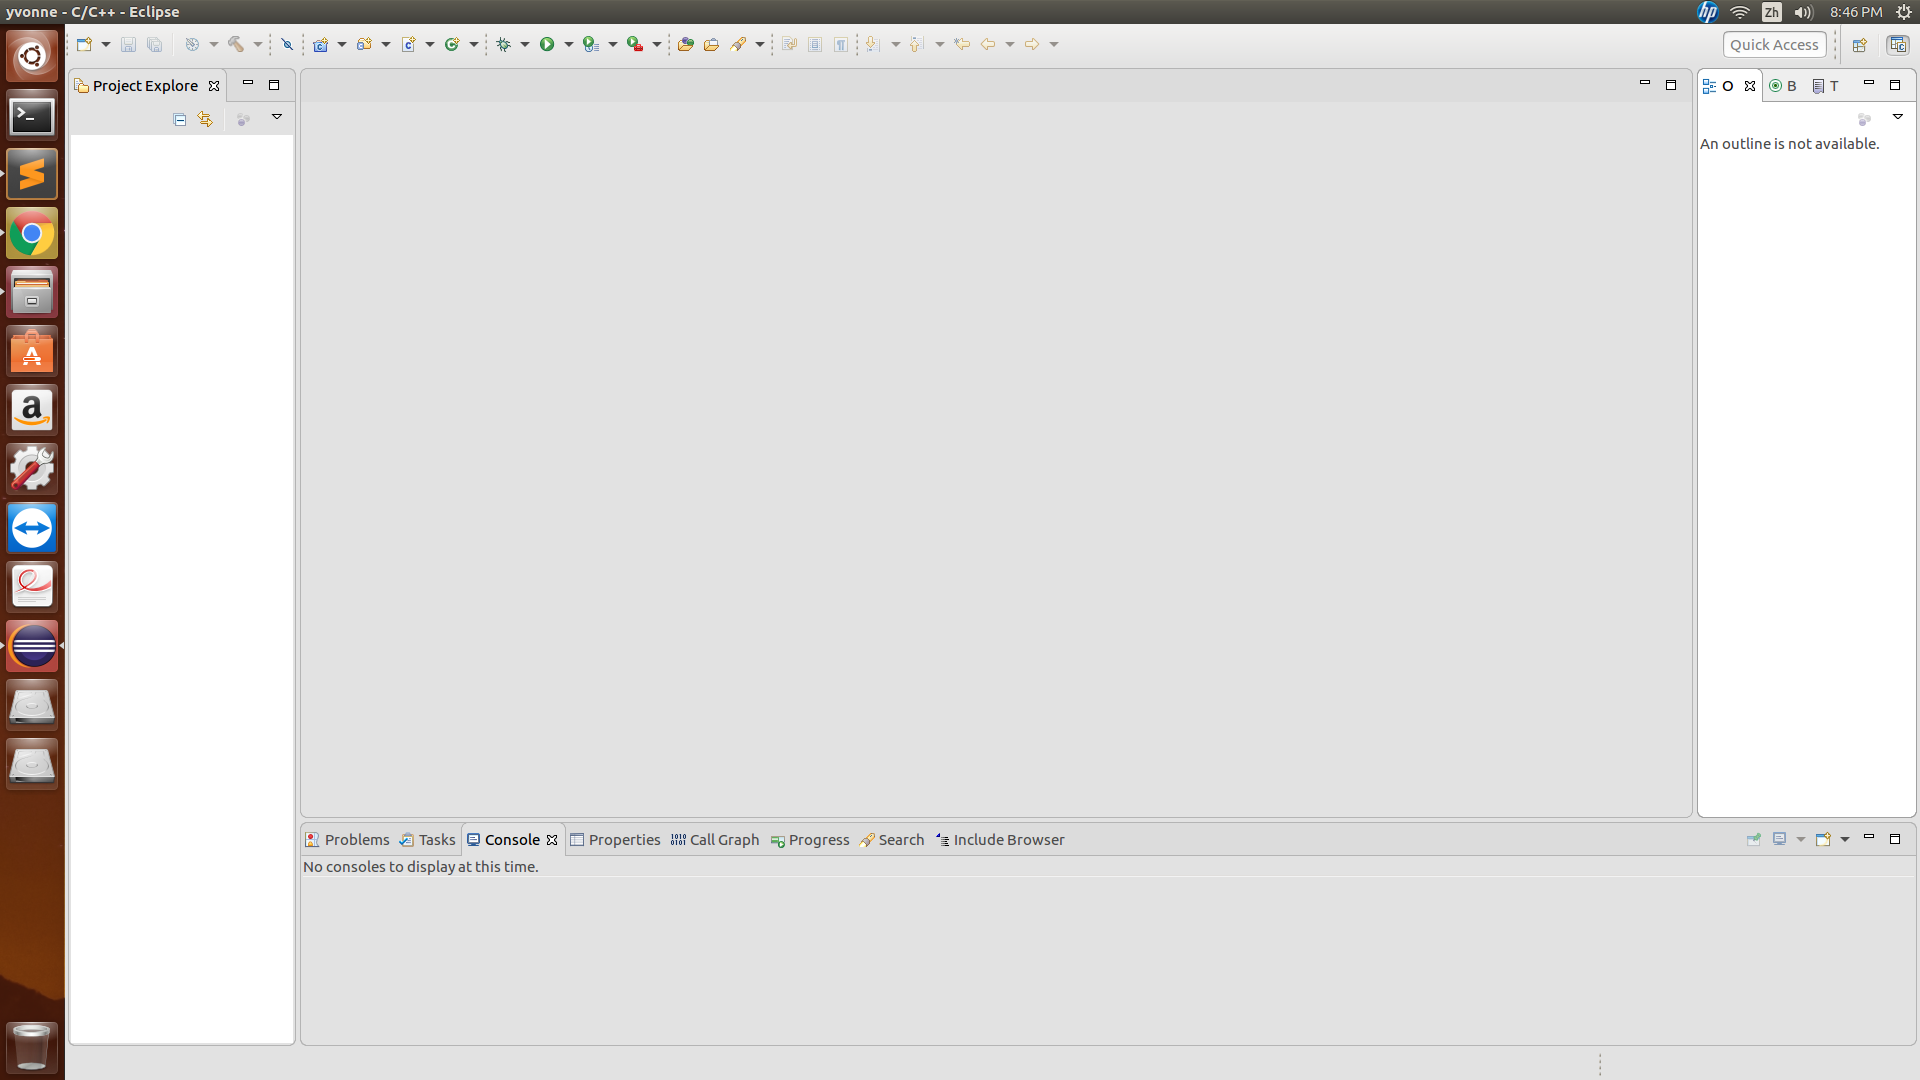 yvonne - C/C++ - Eclipse
hp
Zh
8:46 PM
Quick Access
Project Explore
O
B
T
An outline is not available.
Problems
Tasks
Console
Properties
Call Graph
Progress
Search
Include Browser
No consoles to display at this time.